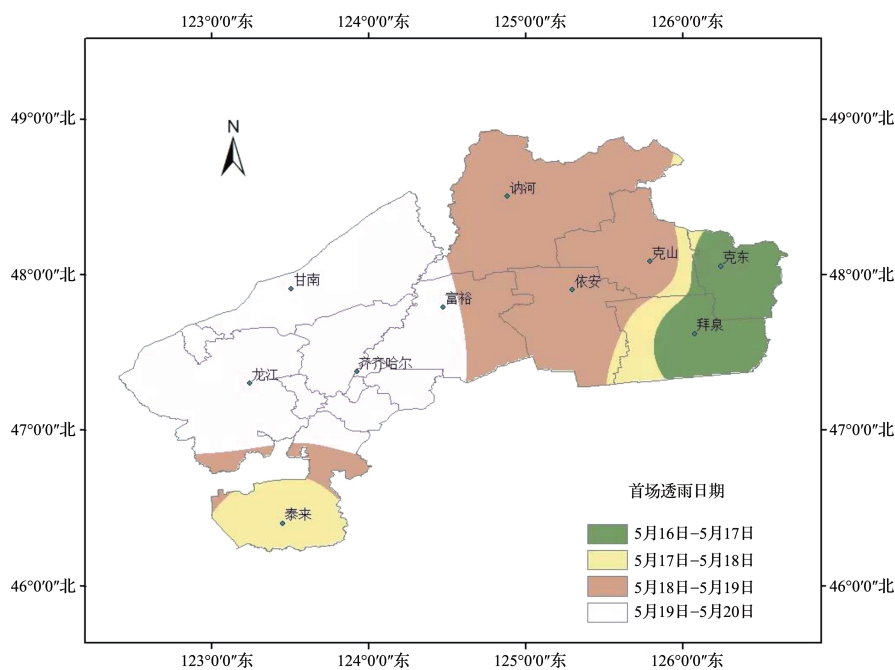 123°0′0″东 124°0′0″东 125°0′0″东 126°0′0″东
49°0′0″北 49°0′0″北
N
讷河
克山 克东
48°0′0″北 48°0′0″北
甘南 依安
富裕
拜泉
齐齐哈尔
龙江
47°0′0″北 47°0′0″北
首场透雨日期
泰来
5月16日-5月17日
5月17日-5月18日
46°0′0″北 5月18日-5月19日 46°0′0″北
5月19日-5月20日
123°0′0″东 124°0′0″东 125°0′0″东 126°0′0″东